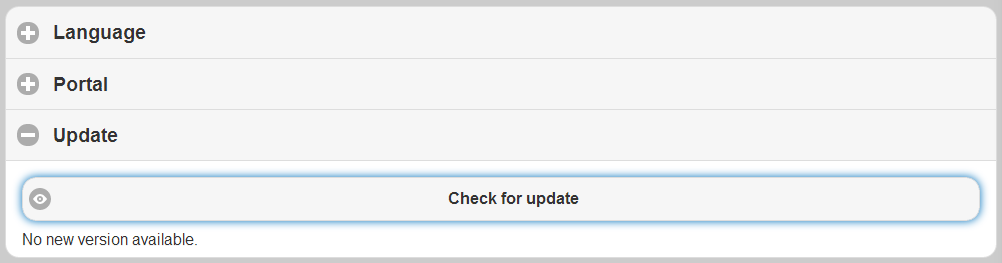 Language
Portal
Update
Check for update
No new version available.